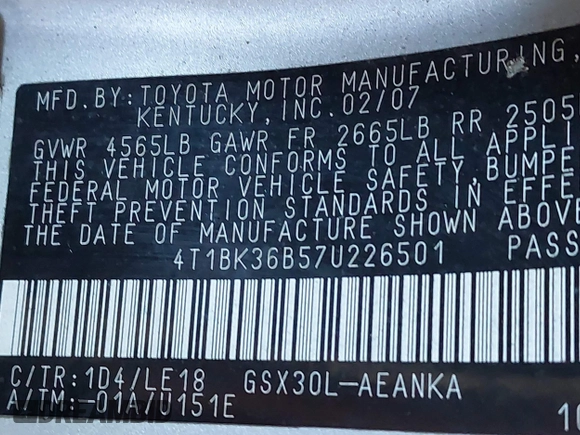 MFD. BY: TOYOTA MOTOR MANUFACTURING,
KENTUCKY, INC. 02/07
GVWR 4565LB GAWR FR 2665LB RR 2505
THIS VEHICLE CONFORMS TO ALL APPLI
FEDERAL MOTOR VEHICLE SAFETY, BUMPE
THEFT PREVENTION STANDARDS IN EFFE
THE DATE OF MANUFACTURE SHOWN ABOVE
4T1BK36B57U226501 PASS
C/TR: 1D4/LE18 GSX30L-AEANKA
A/TM: -01A/U151E